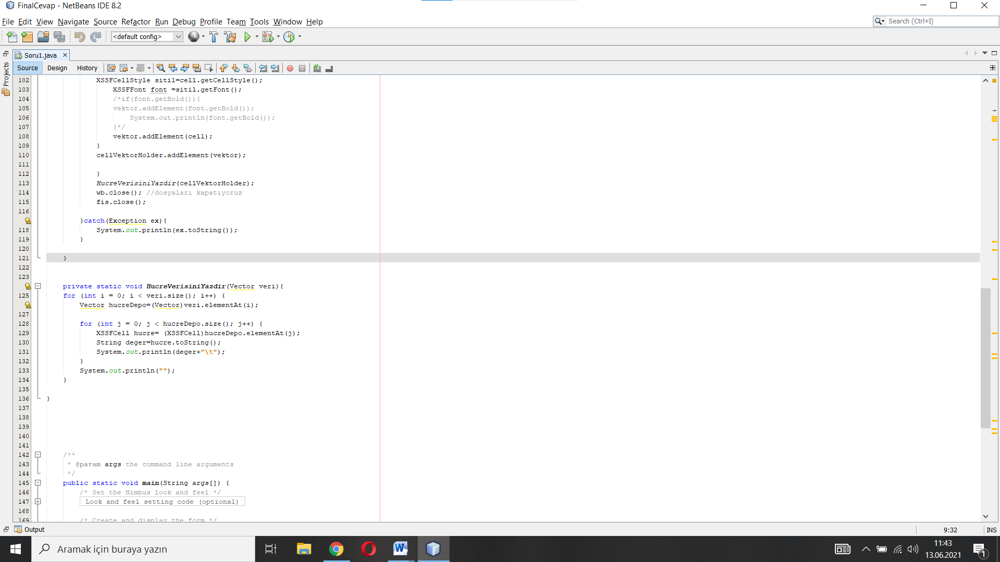 FinalCevap - NetBeans IDE 8.2
File Edit View Navigate Source Refactor Run Debug Profile Team Tools Window Help
Search (Ctrl+I)
<default config>
Soru1.java
Projects
Source Design History
102 XSSFCellStyle sitil=cell.getCellStyle();
103 XSSFFont font =sitil.getFont();
104 /*if(font.getBold()){
105 vektor.addElement(font.getBold());
106 System.out.println(font.getBold());
107 }*/
108 vektor.addElement(cell);
109 }
110 cellVektorHolder.addElement(vektor);
111
112 }
113 HucreVerisiniYazdir(cellVektorHolder);
114 wb.close(); //dosyaları kapatıyoruz
115 fis.close();
116
}catch(Exception ex){
118 System.out.println(ex.toString());
119 }
120
121 }
122
123
private static void HucreVerisiniYazdir(Vector veri){
125 for (int i = 0; i < veri.size(); i++) {
Vector hucreDepo=(Vector)veri.elementAt(i);
127
128 for (int j = 0; j < hucreDepo.size(); j++) {
129 XSSFCell hucre= (XSSFCell)hucreDepo.elementAt(j);
130 String deger=hucre.toString();
131 System.out.println(deger+"\t");
132 }
133 System.out.println("");
134 }
135
136 }
137
138
139
140
141
142 /**
143 * @param args the command line arguments
144 */
145 public static void main(String args[]) {
146 /* Set the Nimbus look and feel */
147 Look and feel setting code (optional)
168
169 /* Create and display the form */
Output
9:32 INS
Aramak için buraya yazın
11:43
13.06.2021
1